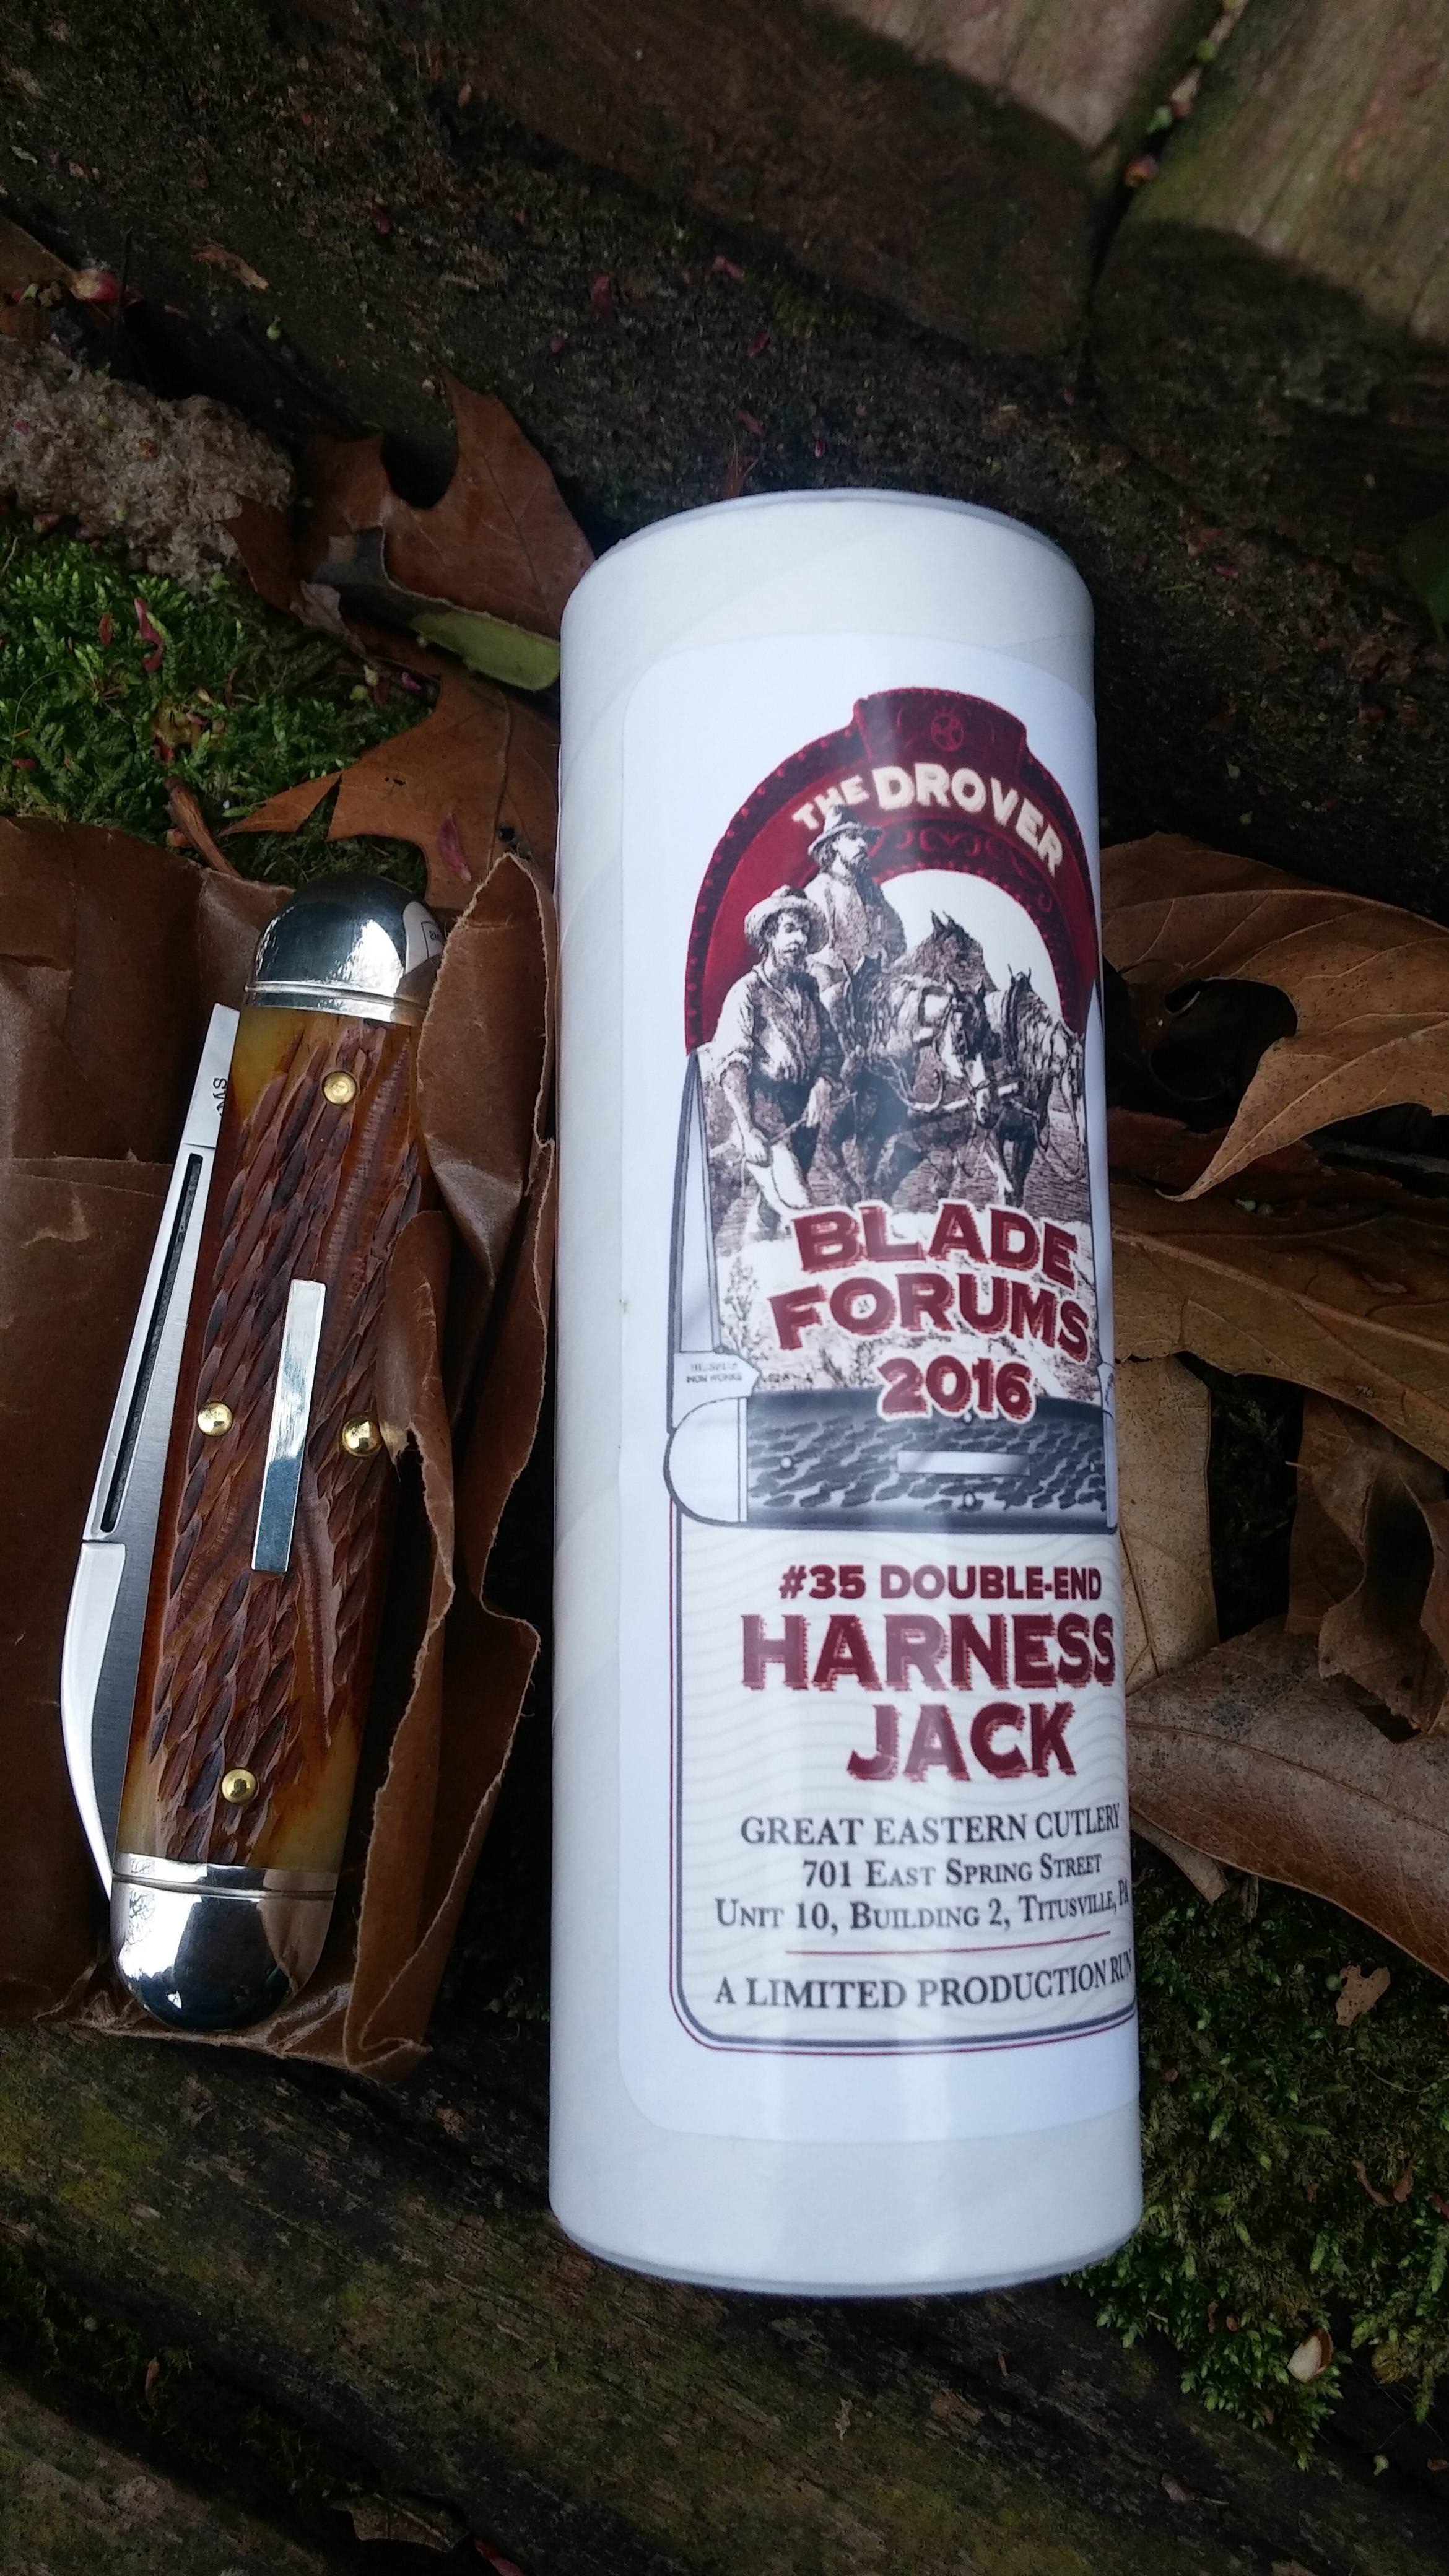 THE DROVER
BLADE
FORUMS
2016
#35 DOUBLE-END
HARNESS
JACK
GREAT EASTERN CUTLERY
701 EAST SPRING STREET
UNIT 10, BUILDING 2, TITUSVILLE, PA
A LIMITED PRODUCTION RUN